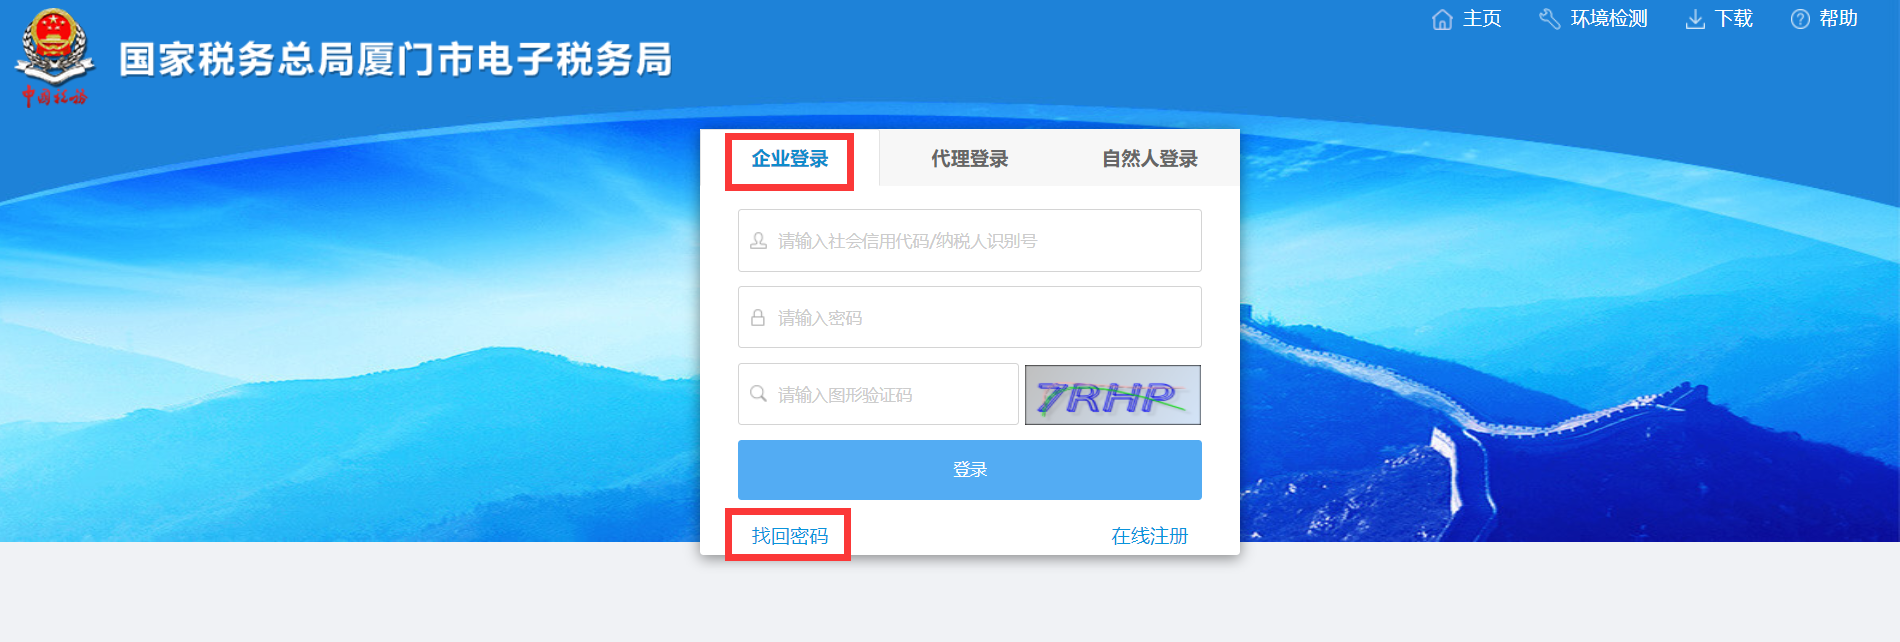 中国税务
国家税务总局厦门市电子税务局
主页 环境检测 下载 帮助
企业登录 代理登录 自然人登录
请输入社会信用代码/纳税人识别号
请输入密码
请输入图形验证码 7RHP
登录
找回密码 在线注册